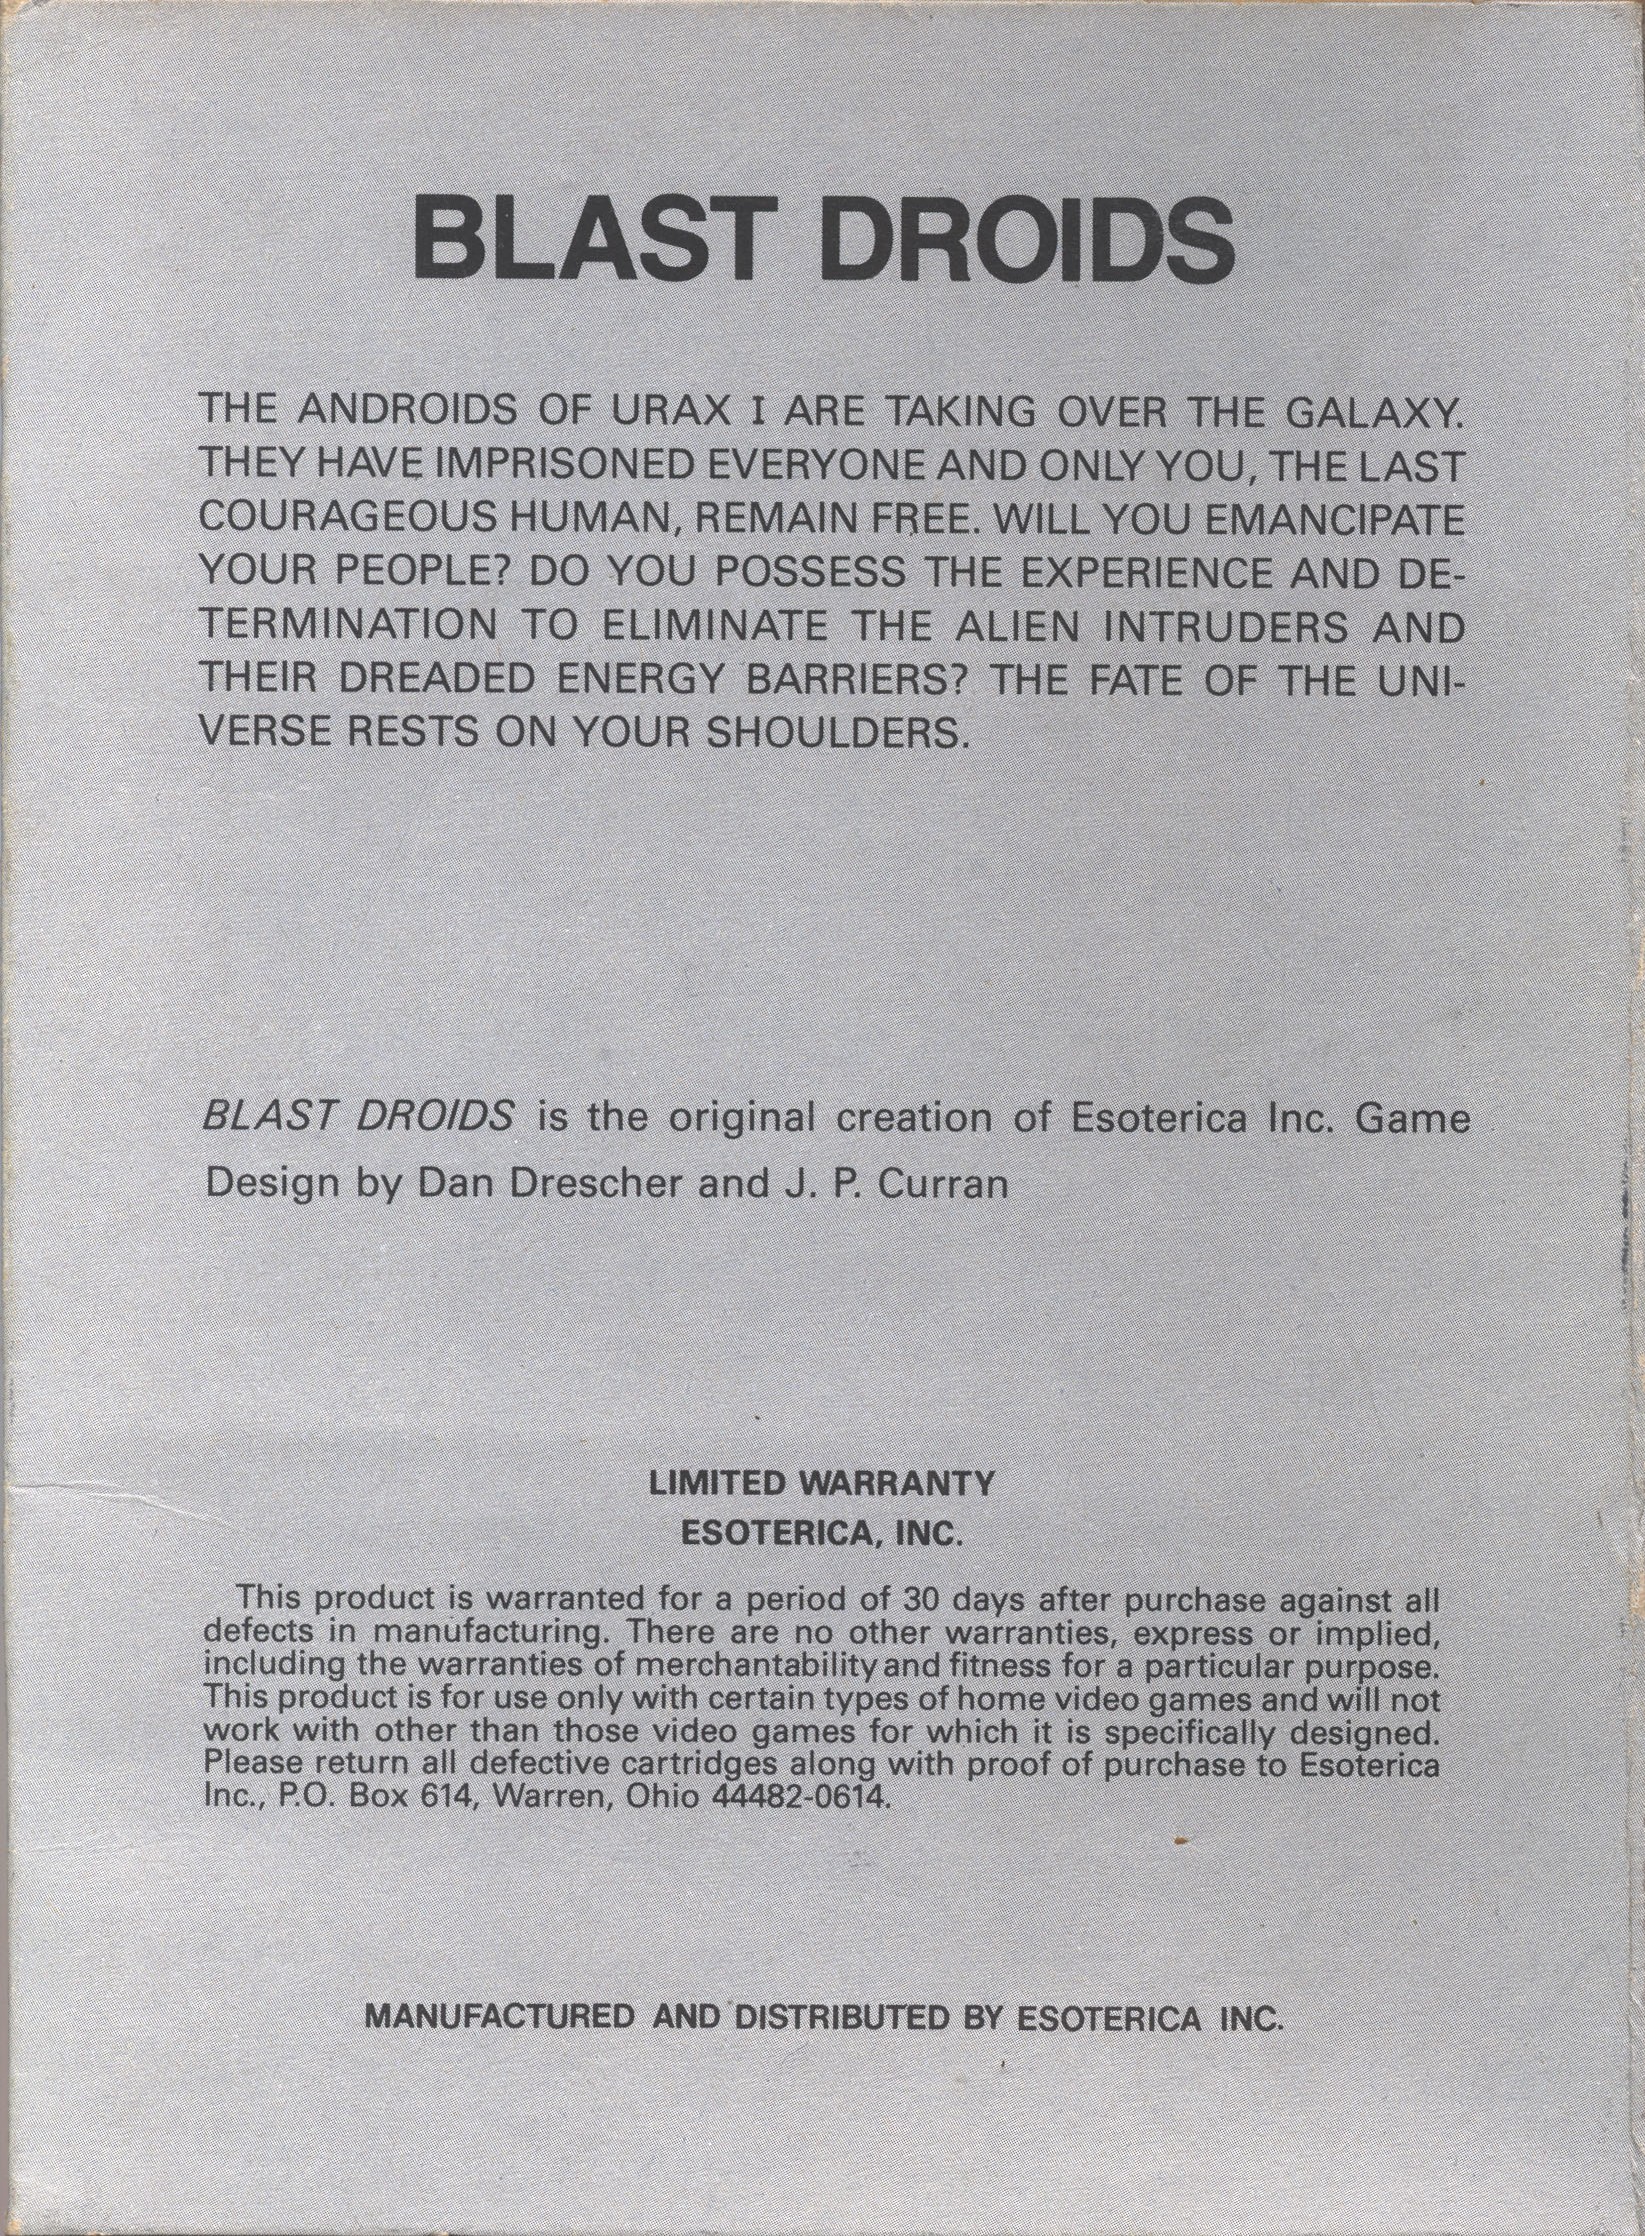 BLAST DROIDS
THE ANDROIDS OF URAX I ARE TAKING OVER THE GALAXY.
THEY HAVE IMPRISONED EVERYONE AND ONLY YOU, THE LAST
COURAGEOUS HUMAN, REMAIN FREE. WILL YOU EMANCIPATE
YOUR PEOPLE? DO YOU POSSESS THE EXPERIENCE AND DE-
TERMINATION TO ELIMINATE THE ALIEN INTRUDERS AND
THEIR DREADED ENERGY BARRIERS? THE FATE OF THE UNI-
VERSE RESTS ON YOUR SHOULDERS.
BLAST DROIDS is the original creation of Esoterica Inc. Game
Design by Dan Drescher and J. P. Curran
LIMITED WARRANTY
ESOTERICA, INC.
This product is warranted for a period of 30 days after purchase against all
defects in manufacturing. There are no other warranties, express or implied,
including the warranties of merchantability and fitness for a particular purpose.
This product is for use only with certain types of home video games and will not
work with other than those video games for which it is specifically designed.
Please return all defective cartridges along with proof of purchase to Esoterica
Inc., P.O. Box 614, Warren, Ohio 44482-0614.
MANUFACTURED AND DISTRIBUTED BY ESOTERICA INC.